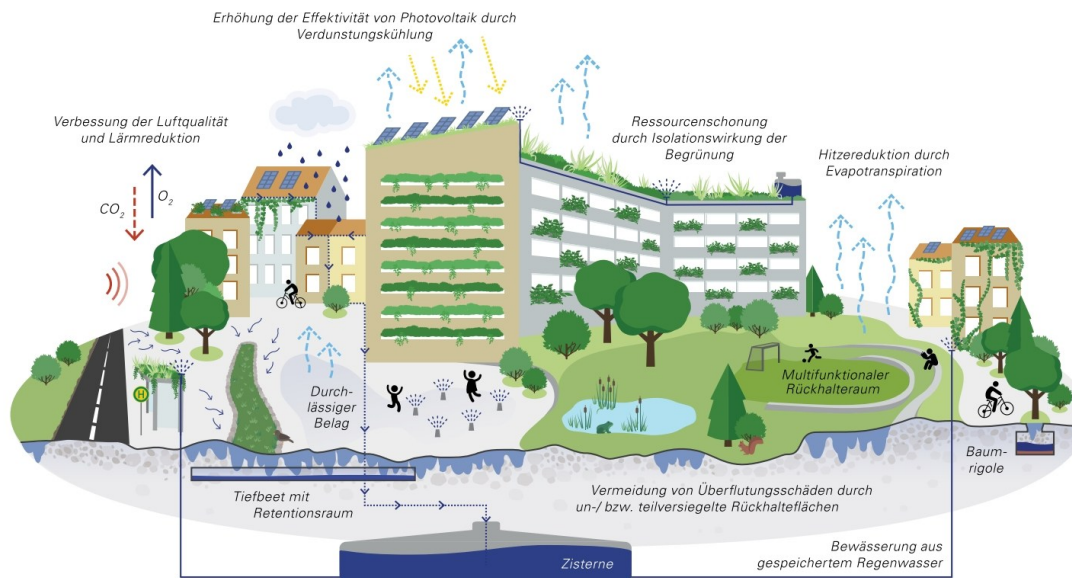 Erhöhung der Effektivität von Photovoltaik durch
Verdunstungskühlung
Verbessung der Luftqualität
und Lärmreduktion
Ressourcenschonung
durch Isolationswirkung der
Begrünung
Hitzereduktion durch
Evapotranspiration
CO2
O2
H
Durch-
lässiger
Belag
Multifunktionaler
Rückhalteraum
Baum-
rigole
Tiefbeet mit
Retentionsraum
Vermeidung von Überflutungsschäden durch
un-/ bzw. teilversiegelte Rückhalteflächen
Zisterne
Bewässerung aus
gespeichertem Regenwasser